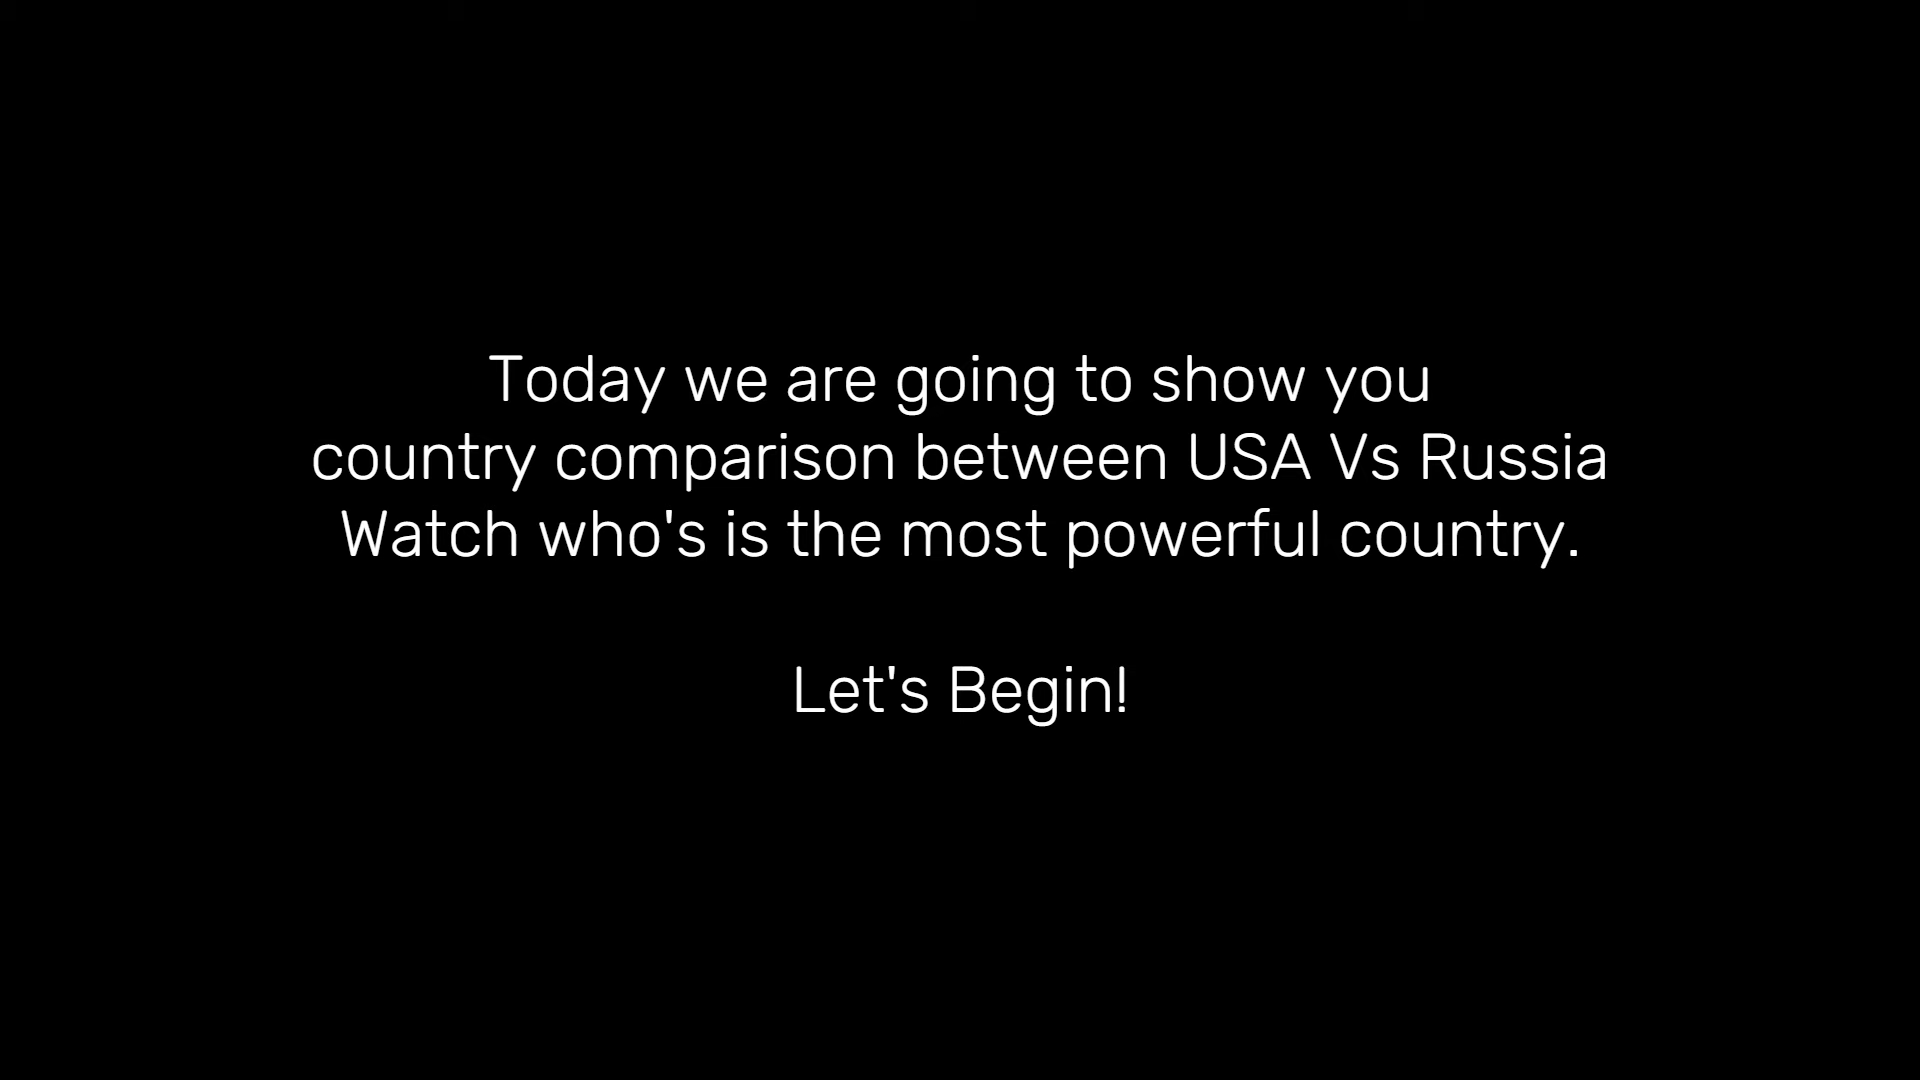 Today we are going to show you
country comparison between USA Vs Russia
Watch who's is the most powerful country.
Let's Begin!